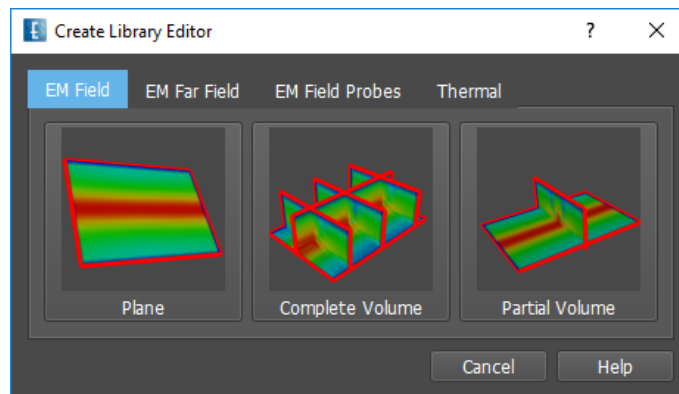 Create Library Editor ?
EM Field EM Far Field EM Field Probes Thermal
Plane Complete Volume Partial Volume
Cancel Help